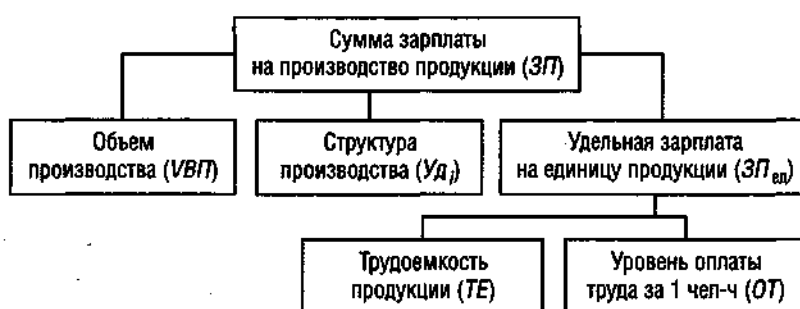 Сумма зарплаты
на производство продукции (ЗП)
Объем
производства (VВП)
Структура
производства (Удi)
Удельная зарплата
на единицу продукции (ЗПед)
Трудоемкость
продукции (ТЕ)
Уровень оплаты
труда за 1 чел-ч (ОТ)